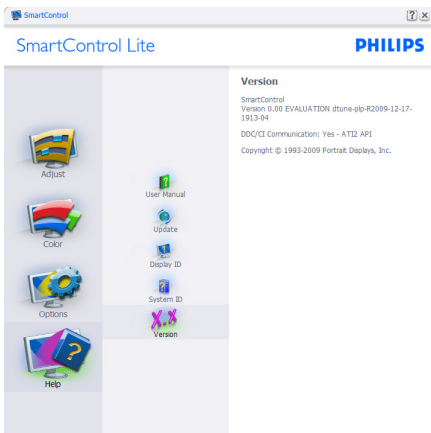 SmartControl
SmartControl Lite
PHILIPS
Adjust
Color
Options
Help
User Manual
Update
Display ID
System ID
X.X
Version
Version
SmartControl
Version 0.00 EVALUATION dtune-plp-R2009-12-17-
1913-04
DDC/CI Communication: Yes - ATI2 API
Copyright © 1993-2009 Portrait Displays, Inc.